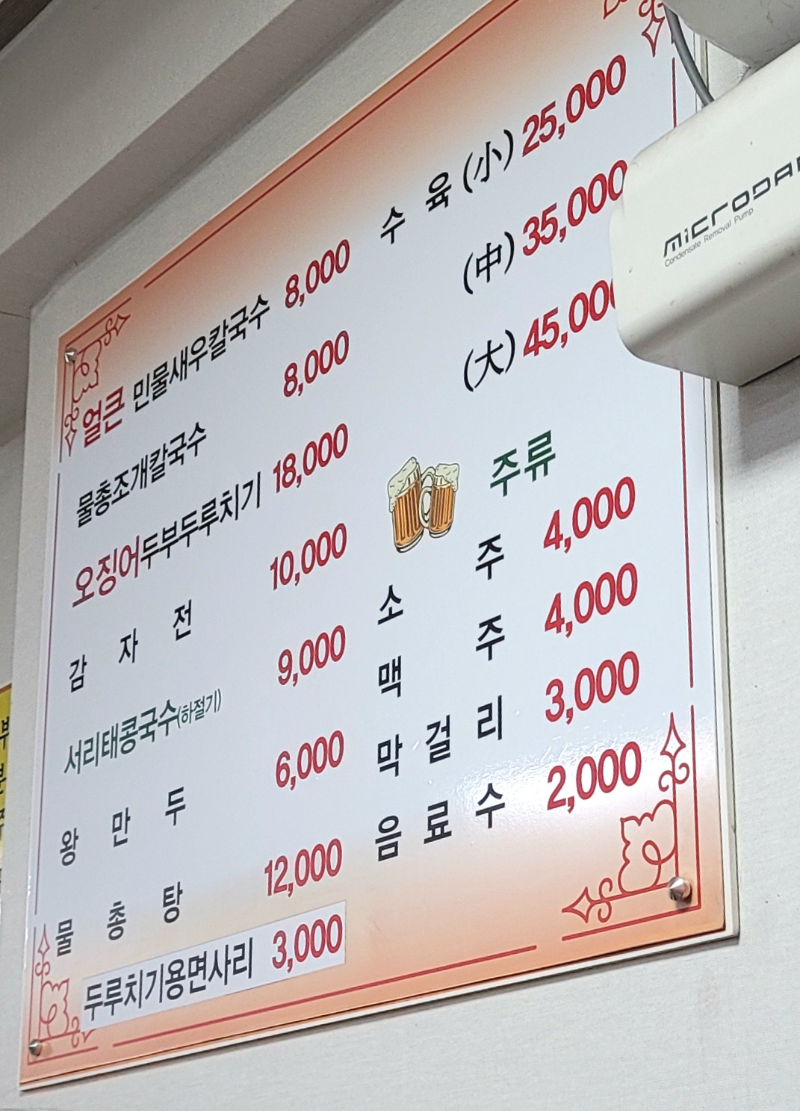 얼큰 민물새우칼국수 8,000
물총조개칼국수 8,000
오징어두부두루치기 18,000
감자전 10,000
서리태콩국수(하절기) 9,000
왕만두 6,000
물총탕 12,000
두루치기용면사리 3,000
수육(小) 25,000
(中) 35,000
(大) 45,000
주류
소주 4,000
맥주 4,000
막걸리 3,000
음료수 2,000
Condensate Removal Pump